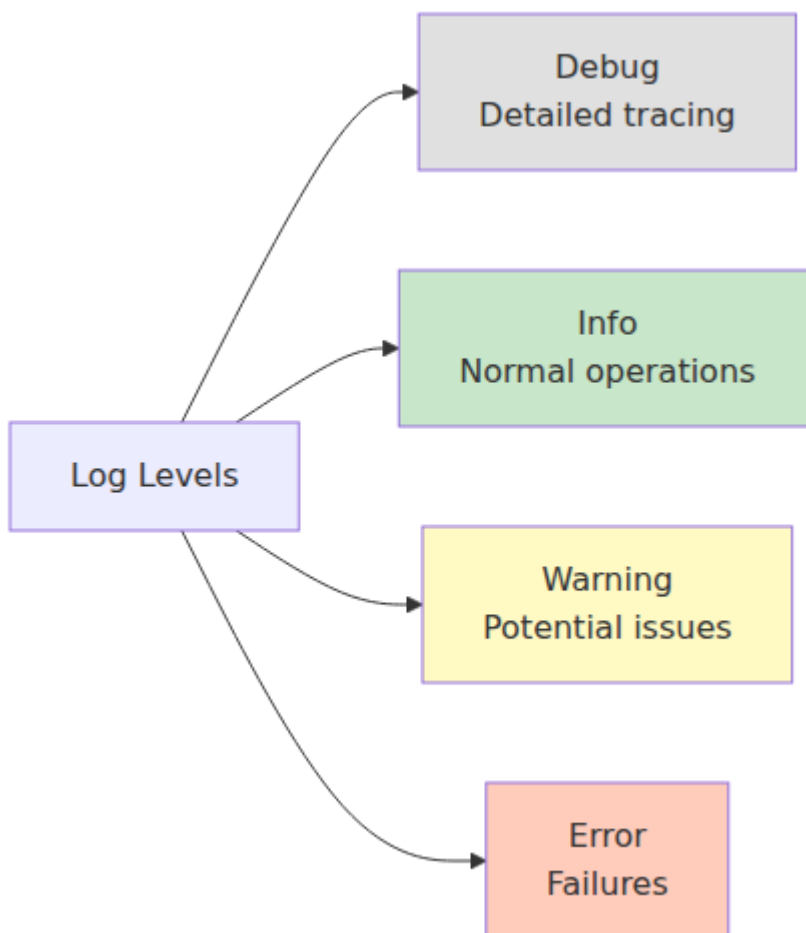 Debug
Detailed tracing
Info
Normal operations
Log Levels
Warning
Potential issues
Error
Failures